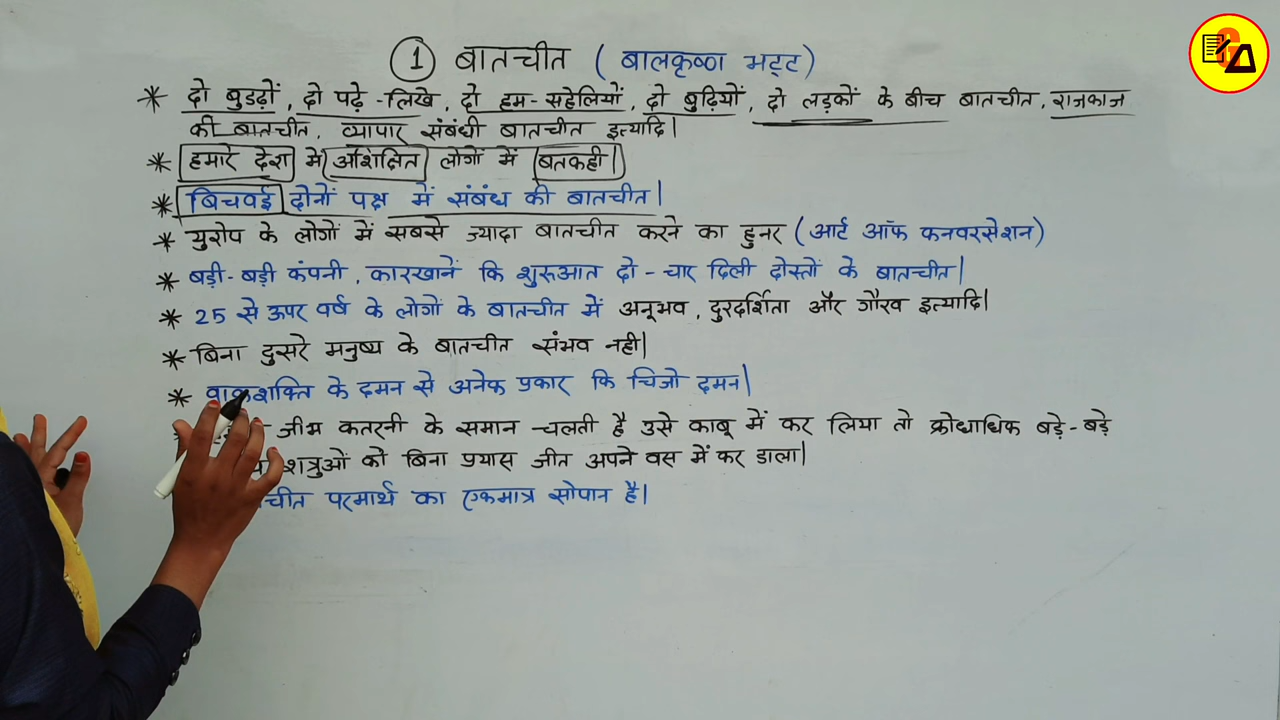 ① बातचीत ( बालकृष्ण भट्ट )
* दो बुडढ़ों, दो पढ़े-लिखे, दो हम-सहेलियों, दो बुढ़ियों, दो लड़कों के बीच बातचीत, राजकाज
की बातचीत, व्यापार संबंधी बातचीत इत्यादि।
* हमारे देश में अशिक्षित लोगों में बतकही।
* बिचवई दोनों पक्ष में संबंध की बातचीत।
* युरोप के लोगों में सबसे ज्यादा बातचीत करने का हुनर (आर्ट ऑफ कनवरसेशन)
* बड़ी-बड़ी कंपनी, कारखानें कि शुरुआत दो-चार दिली दोस्तों के बातचीत।
* 25 से ऊपर वर्ष के लोगों के बातचीत में अनूभव, दुरदर्शिता और गौरव इत्यादि।
* बिना दुसरे मनुष्य के बातचीत संभव नही।
* वाकशक्ति के दमन से अनेक प्रकार कि चिजो दमन।
जीभ कतरनी के समान चलती है उसे काबू में कर लिया तो क्रोधाधिक बड़े-बड़े
शत्रुओं को बिना प्रयास जीत अपने वस में कर डाला।
चीत परमार्थ का एकमात्र सोपान है।